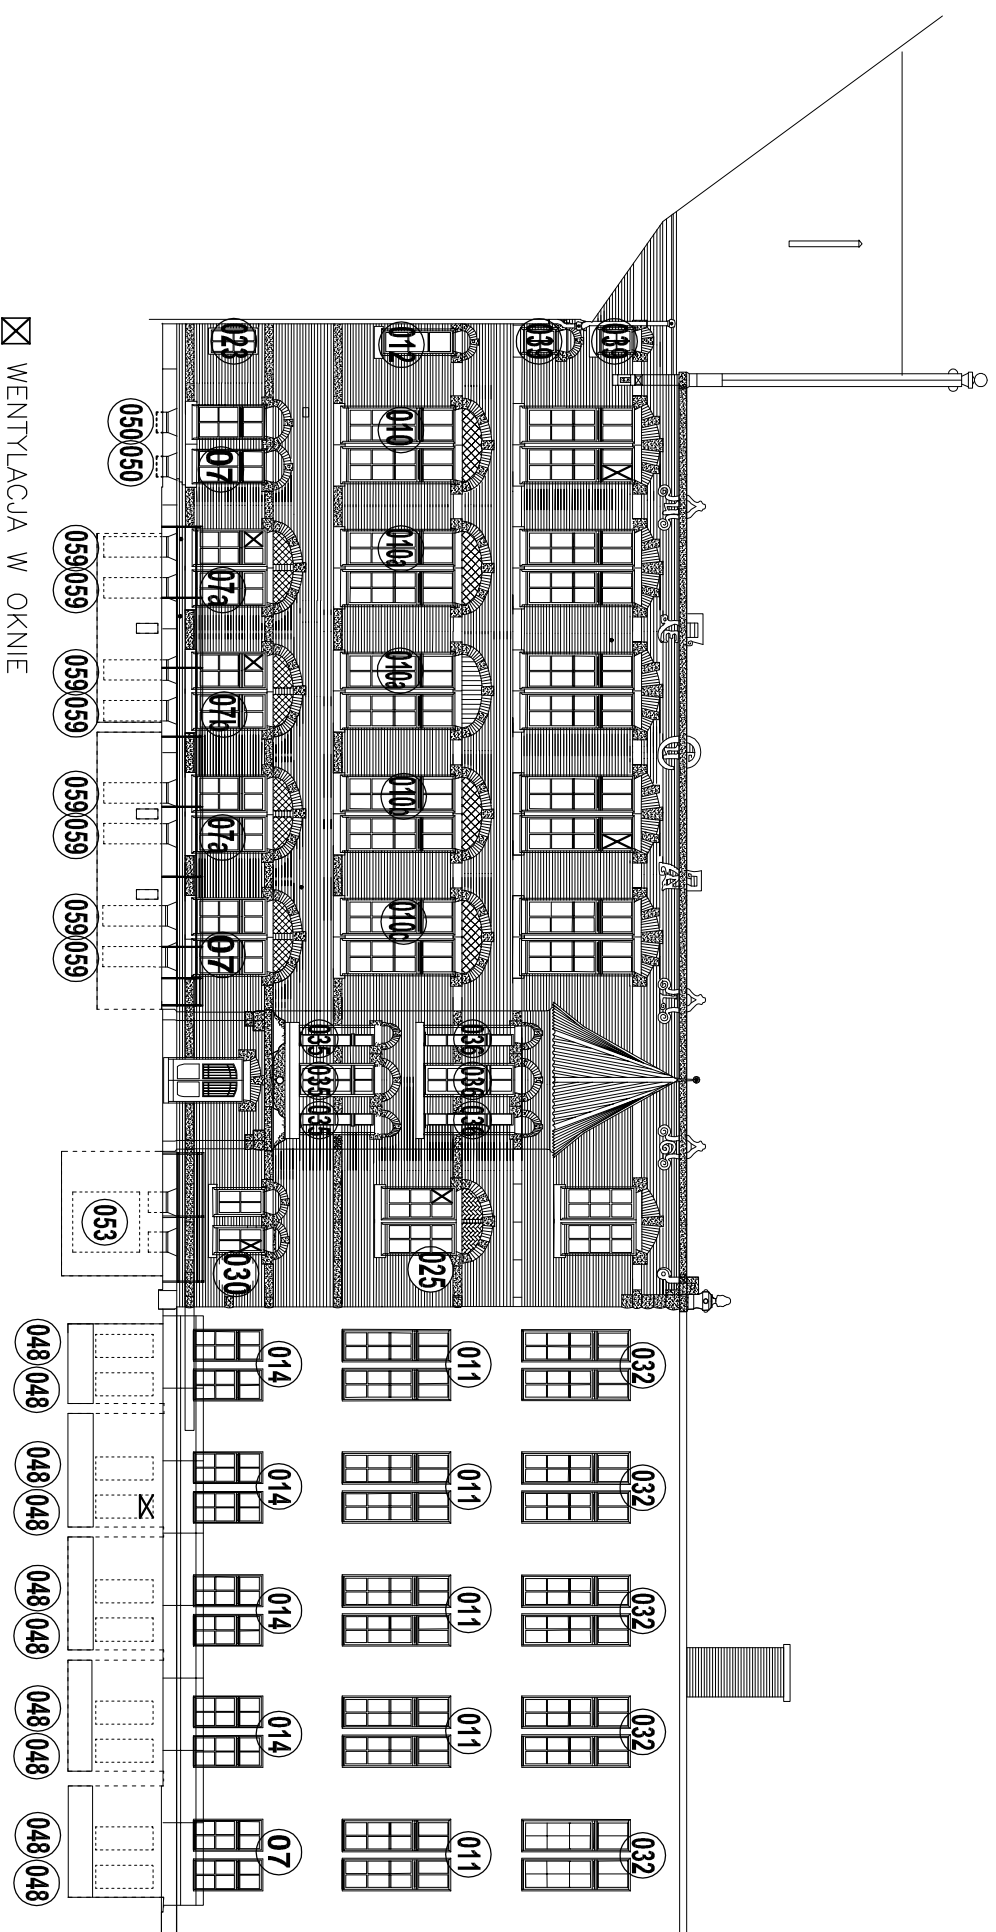 039 032 032 032 032 032
039
036 036 036 011 011 011 011 011
012 010 010a 010a 010b 010c 025
035 035 035
023 07 07a 07b 07a 07 030 014 014 014 014 07
050 050 053
059 059 059 059 059 059 059 059
048 048 048 048 048 048 048 048 048 048
WENTYLACJA W OKNIE